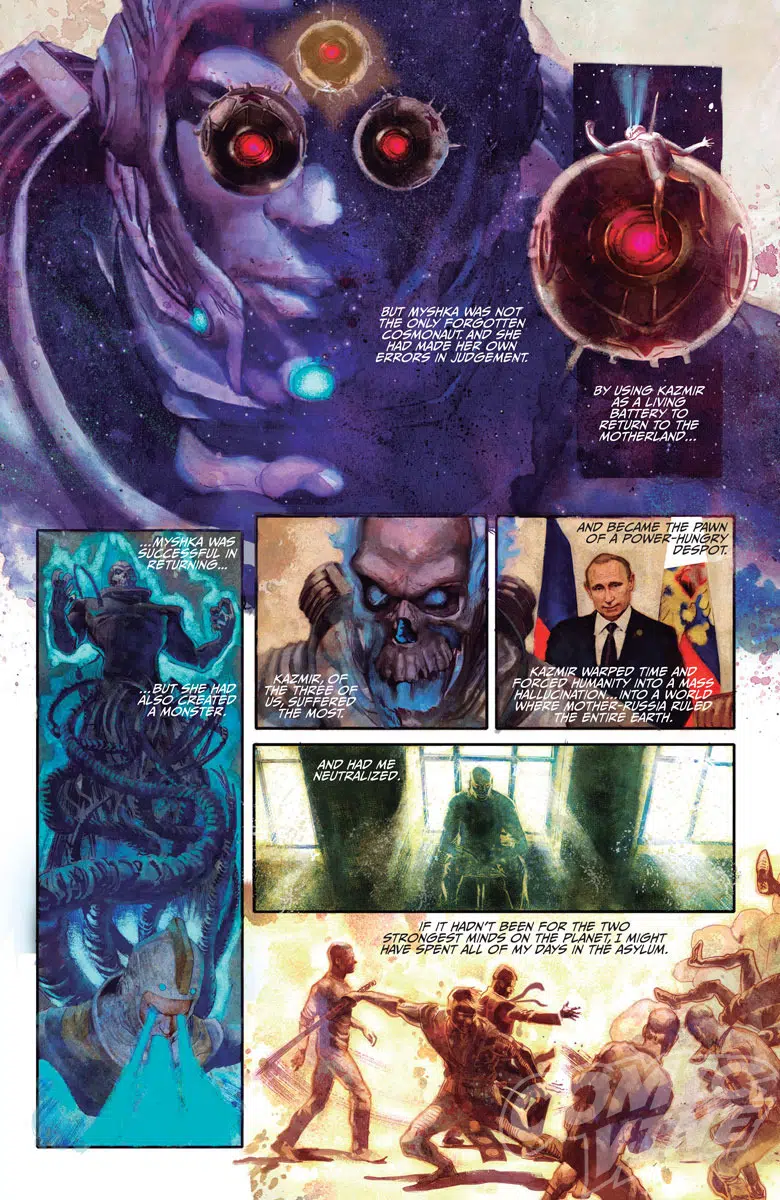 BUT MYSHKA WAS NOT
THE ONLY FORGOTTEN
COSMONAUT. AND SHE
HAD MADE HER OWN
ERRORS IN JUDGEMENT.
BY USING KAZMIR
AS A LIVING
BATTERY TO
RETURN TO THE
MOTHERLAND...
...MYSHKA WAS
SUCCESSFUL IN
RETURNING...
...BUT SHE HAD
ALSO CREATED
A MONSTER.
KAZMIR, OF
THE THREE OF
US, SUFFERED
THE MOST.
AND BECAME THE PAWN
OF A POWER-HUNGRY
DESPOT.
KAZMIR WARPED TIME AND
FORCED HUMANITY INTO A MASS
HALLUCINATION...INTO A WORLD
WHERE MOTHER-RUSSIA RULED
THE ENTIRE EARTH.
AND HAD ME
NEUTRALIZED.
IF IT HADN'T BEEN FOR THE TWO
STRONGEST MINDS ON THE PLANET, I MIGHT
HAVE SPENT ALL OF MY DAYS IN THE ASYLUM.
COMIC
VINE